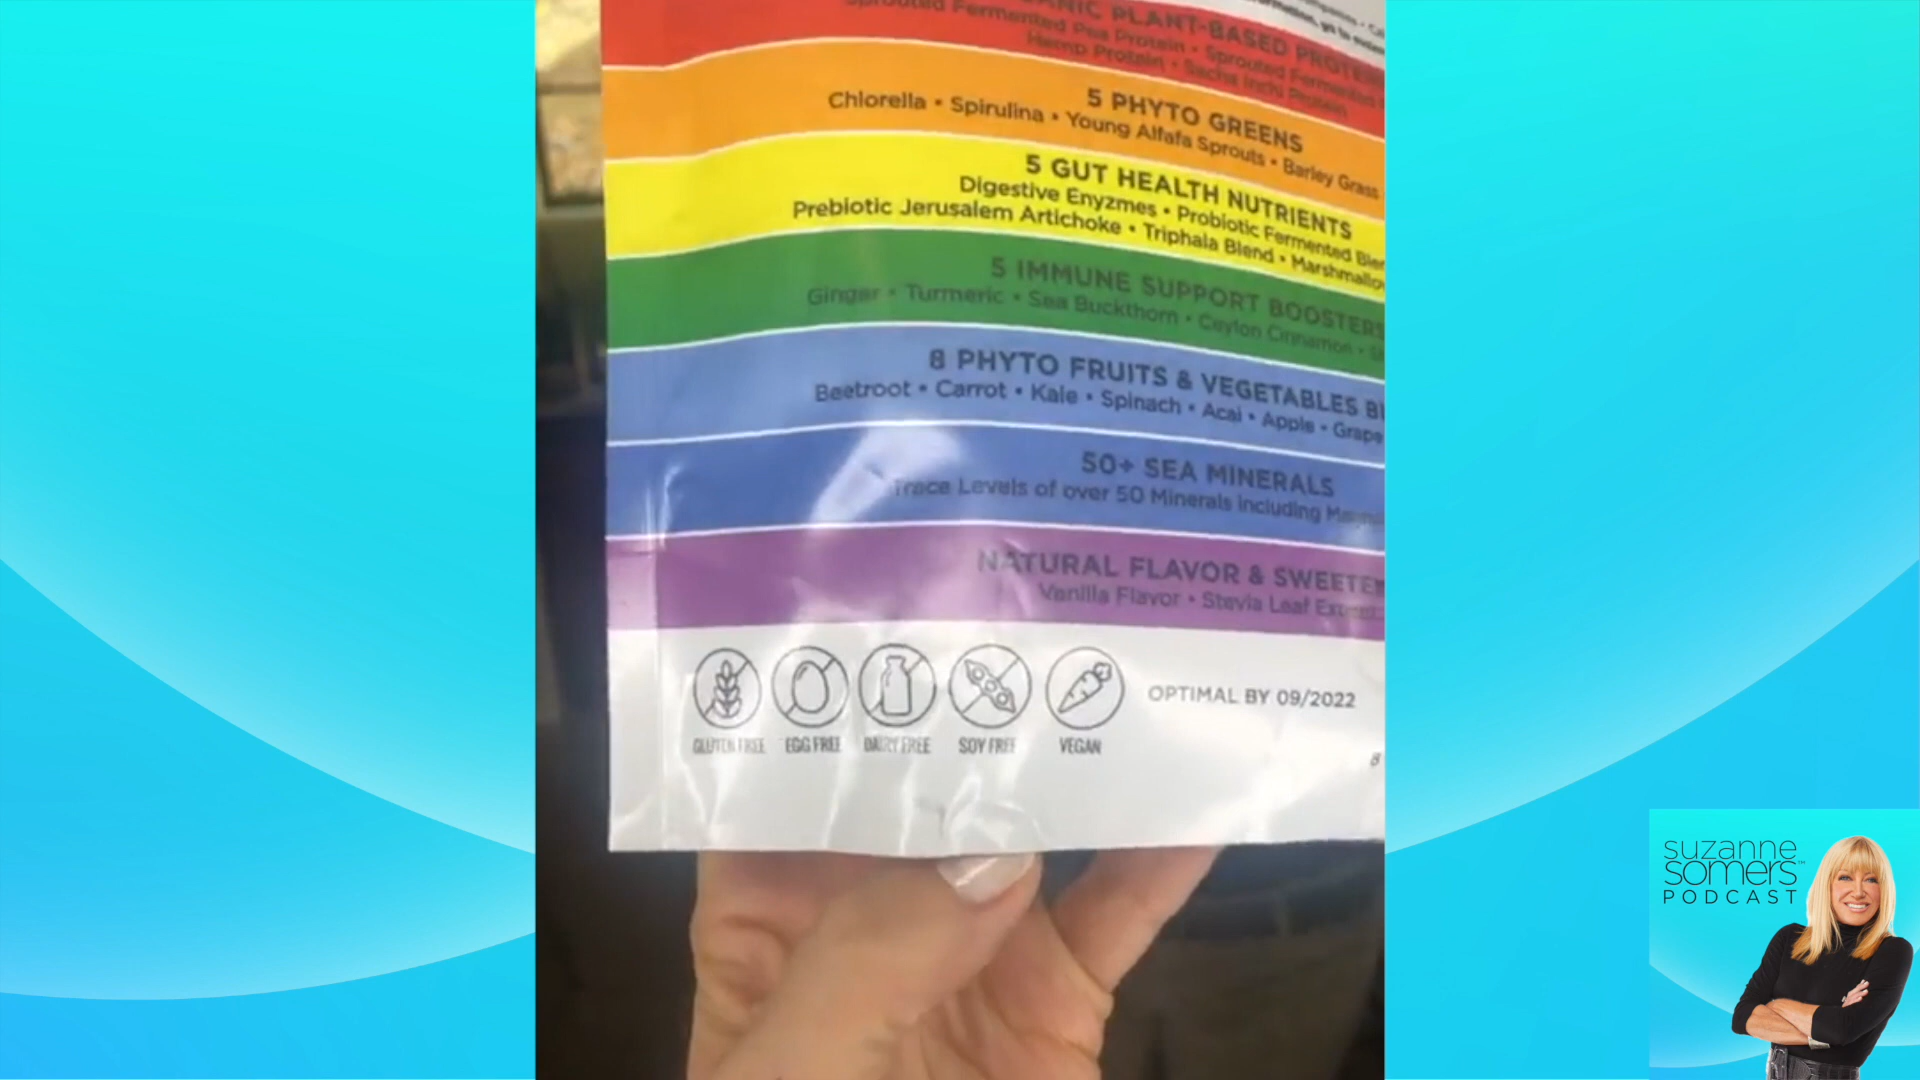 PLANT-BASED PROTEIN
Sprouted Fermented Pea Protein • Sprouted Fermented
Hemp Protein • Sacha Inchi Protein
5 PHYTO GREENS
Chlorella • Spirulina • Young Alfafa Sprouts • Barley Grass
5 GUT HEALTH NUTRIENTS
Digestive Enyzmes • Probiotic Fermented
Prebiotic Jerusalem Artichoke • Triphala Blend •
5 IMMUNE SUPPORT BOOSTERS
Ginger • Turmeric • Sea Buckthorn • Ceylon Cinnamon •
8 PHYTO FRUITS & VEGETABLES
Beetroot • Carrot • Kale • Spinach • Acai • Apple • Grape
50+ SEA MINERALS
Trace Levels of over 50 Minerals including
NATURAL FLAVOR &
Vanilla Flavor • Stevia Leaf
GLUTEN FREE EGG FREE DAIRY FREE SOY FREE VEGAN
OPTIMAL BY 09/2022
suzanne
somers™
PODCAST